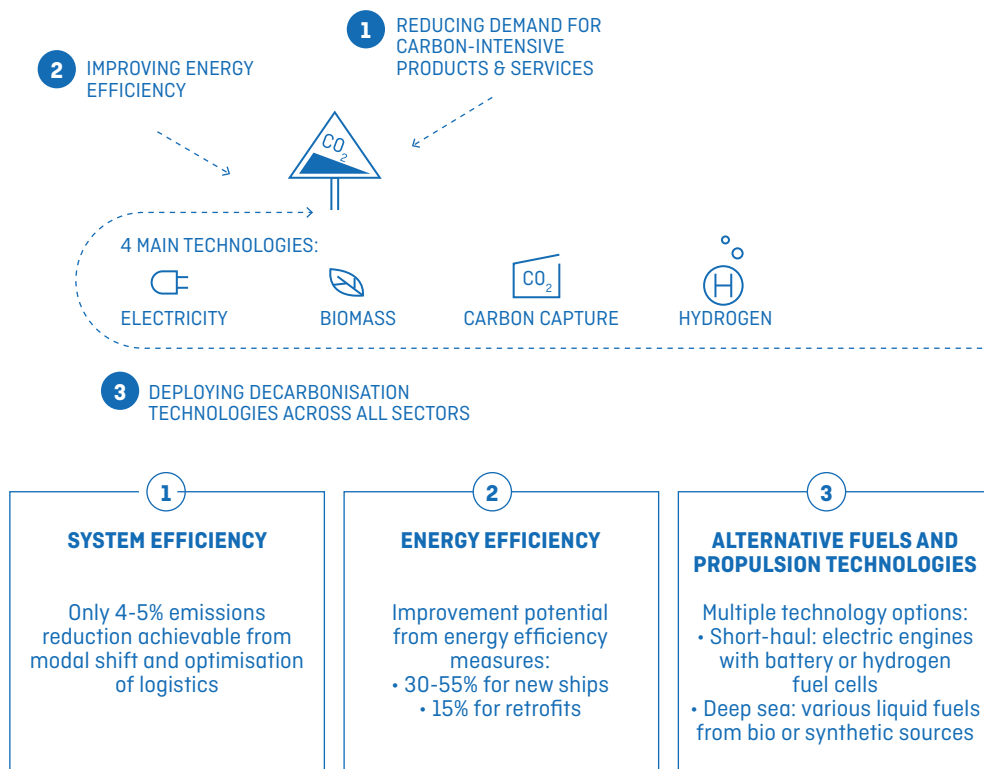 1
REDUCING DEMAND FOR
CARBON-INTENSIVE
PRODUCTS & SERVICES
2
IMPROVING ENERGY
EFFICIENCY
CO2
4 MAIN TECHNOLOGIES:
ELECTRICITY
BIOMASS
CO2
CARBON CAPTURE
H
HYDROGEN
3
DEPLOYING DECARBONISATION
TECHNOLOGIES ACROSS ALL SECTORS
1
SYSTEM EFFICIENCY
Only 4-5% emissions
reduction achievable from
modal shift and optimisation
of logistics
2
ENERGY EFFICIENCY
Improvement potential
from energy efficiency
measures:
• 30-55% for new ships
• 15% for retrofits
3
ALTERNATIVE FUELS AND
PROPULSION TECHNOLOGIES
Multiple technology options:
• Short-haul: electric engines
with battery or hydrogen
fuel cells
• Deep sea: various liquid fuels
from bio or synthetic sources